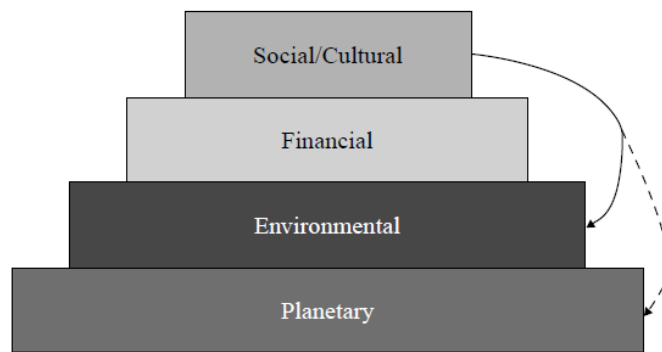 Social/Cultural
Financial
Environmental
Planetary